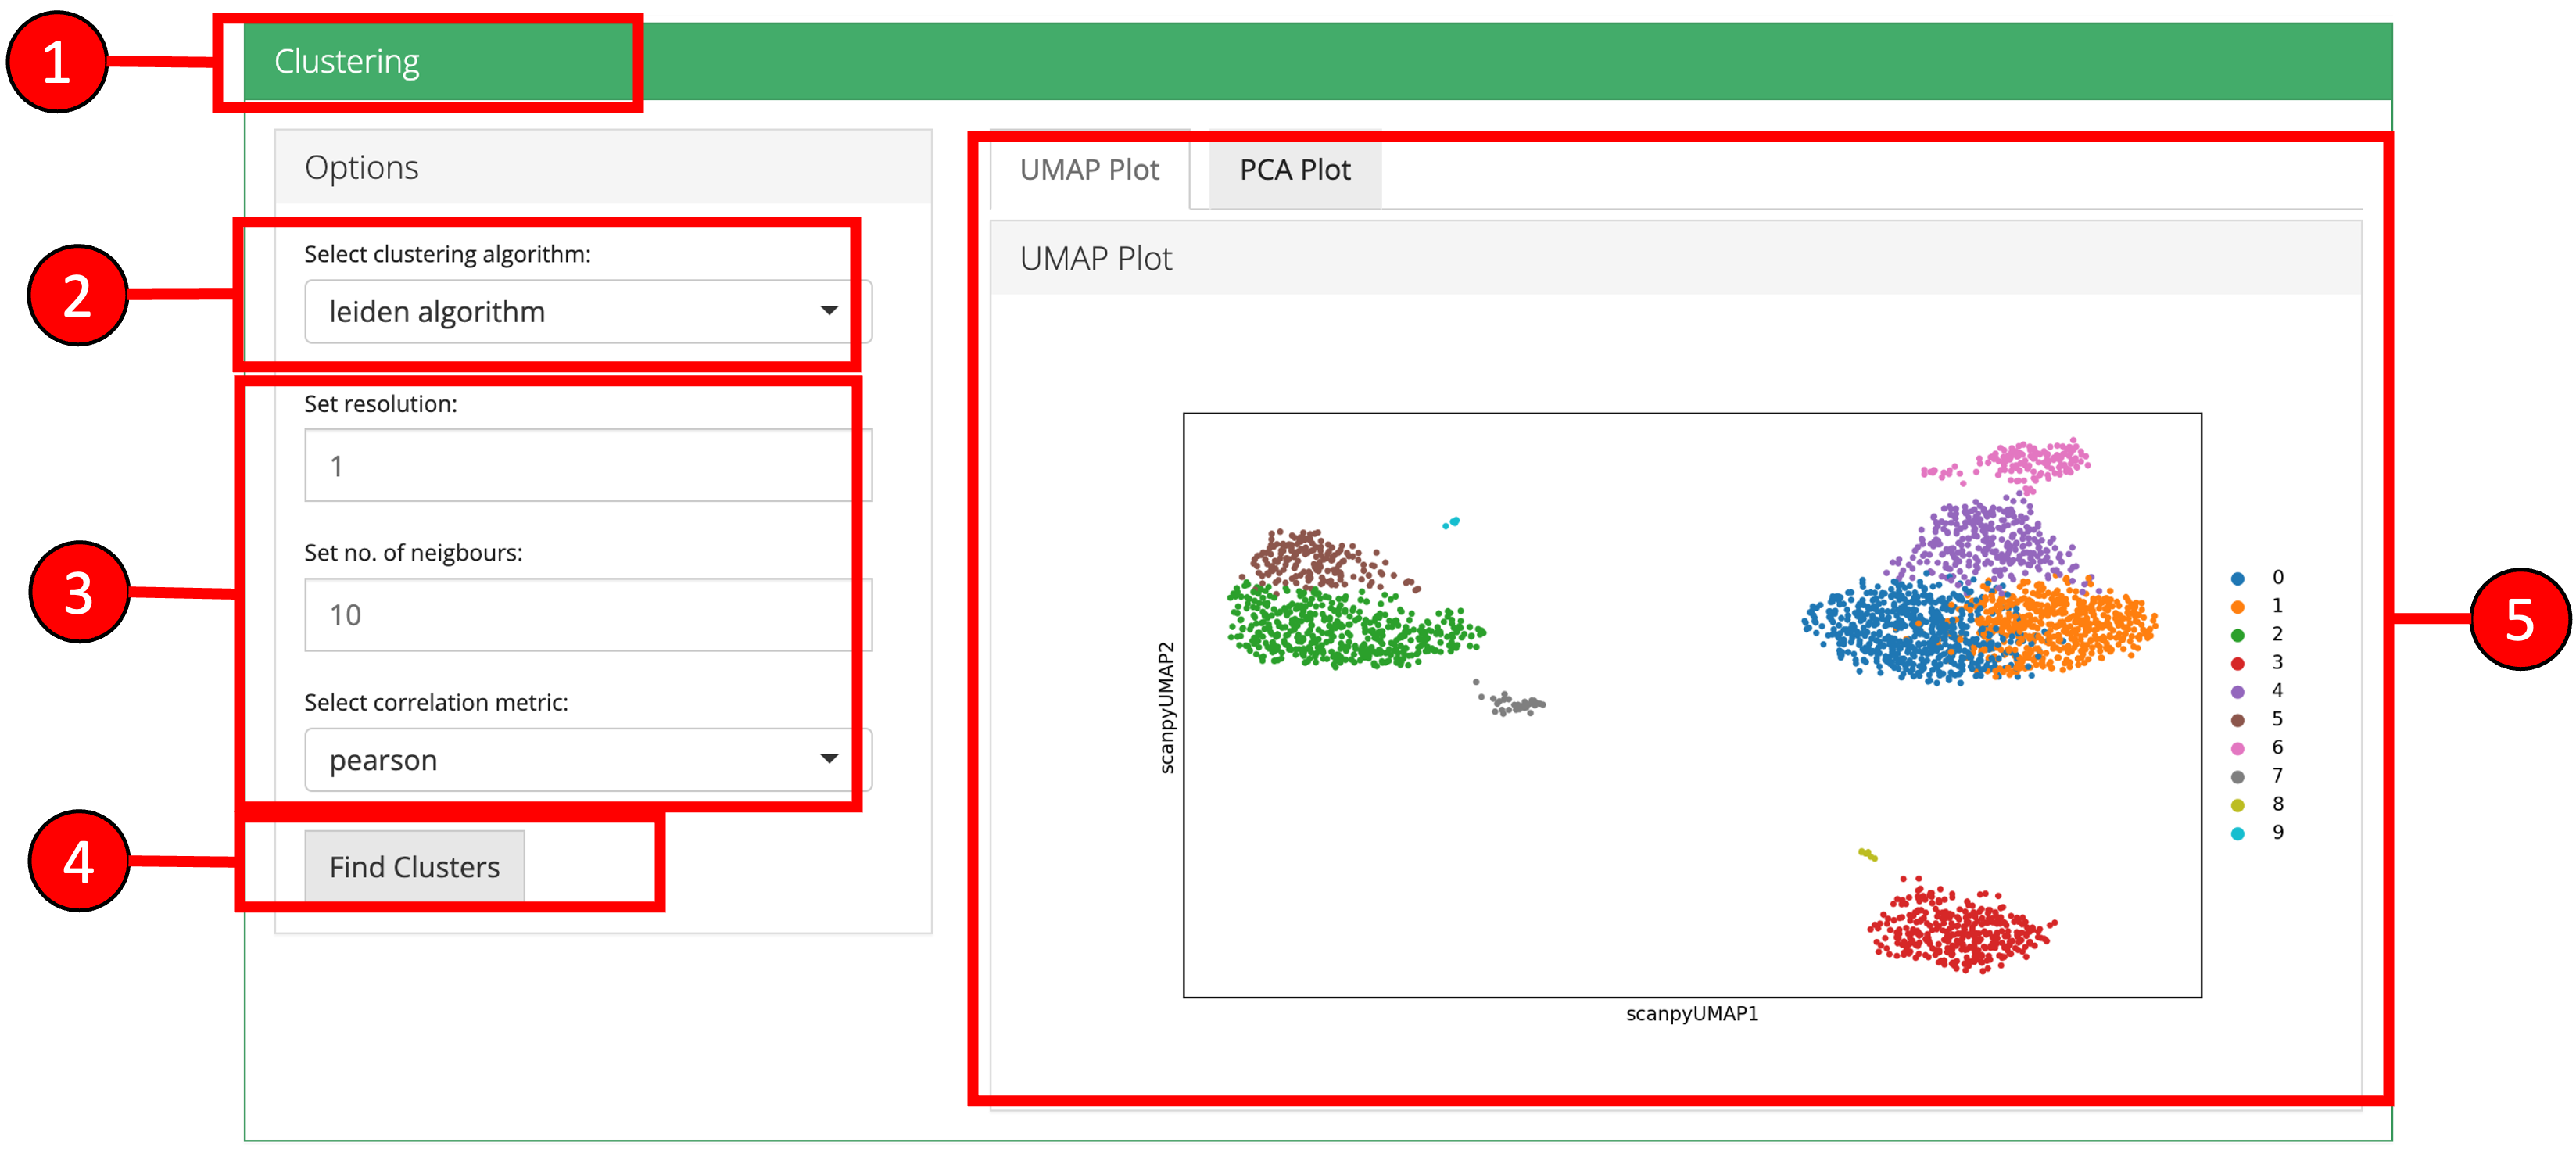 1
Clustering
Options
2
Select clustering algorithm:
leiden algorithm
3
Set resolution:
1
Set no. of neigbours:
10
Select correlation metric:
pearson
4
Find Clusters
UMAP Plot
PCA Plot
UMAP Plot
scanpyUMAP2
scanpyUMAP1
0
1
2
3
4
5
6
7
8
9
5